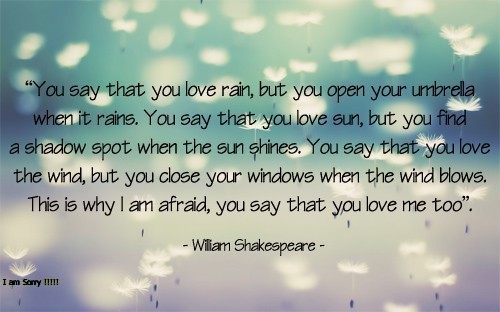 “You say that you love rain, but you open your umbrella
when it rains. You say that you love sun, but you find
a shadow spot when the sun shines. You say that you love
the wind, but you close your windows when the wind blows.
This is why I am afraid, you say that you love me too”.
- William Shakespeare -
I am Sorry !!!!!